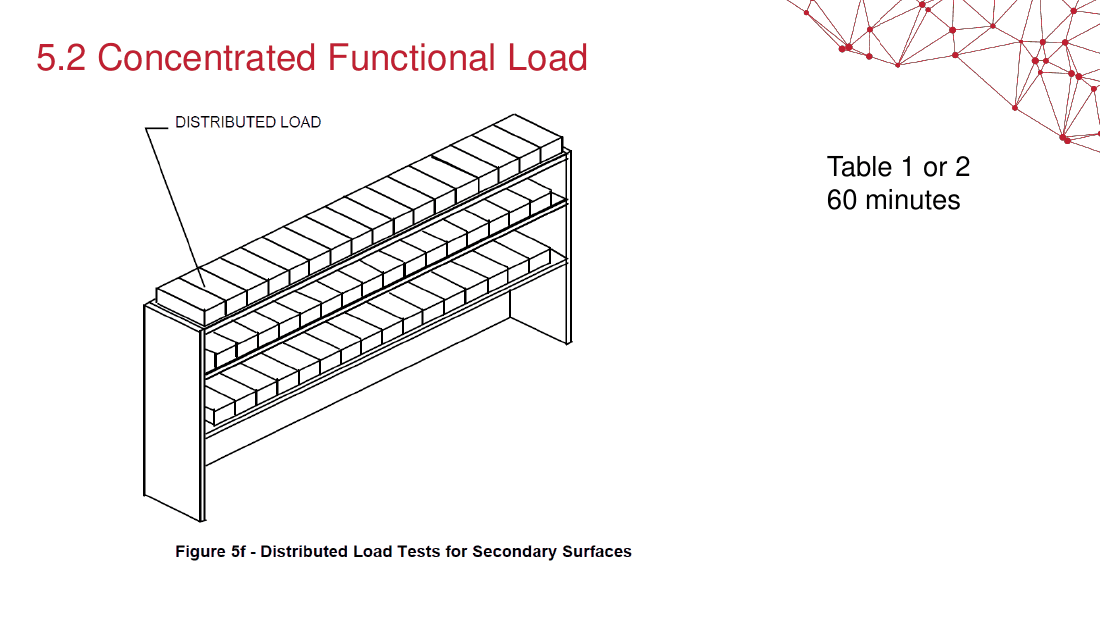 5.2 Concentrated Functional Load
DISTRIBUTED LOAD
Table 1 or 2
60 minutes
Figure 5f - Distributed Load Tests for Secondary Surfaces